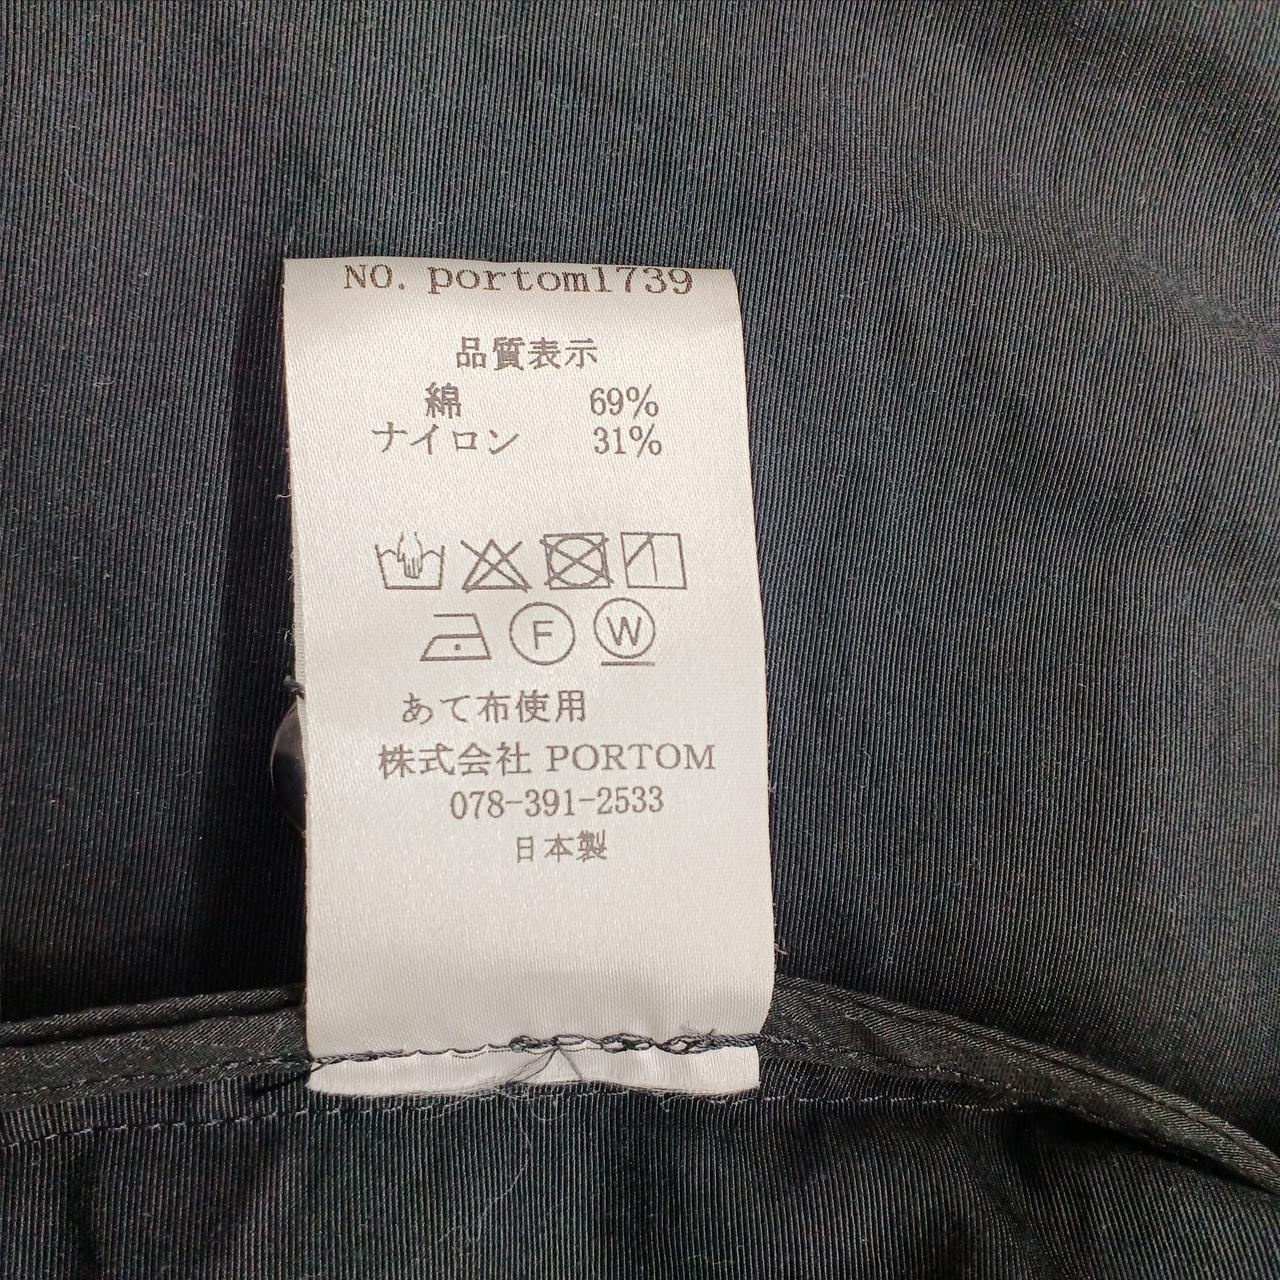 NO. portom1739
品質表示
綿 69%
ナイロン 31%
F W
あて布使用
株式会社 PORTOM
078-391-2533
日本製